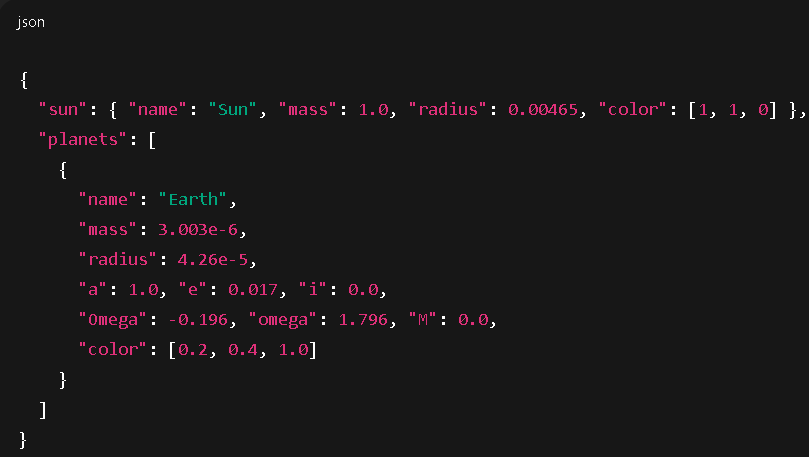 json
{
"sun": { "name": "Sun", "mass": 1.0, "radius": 0.00465, "color": [1, 1, 0] },
"planets": [
{
"name": "Earth",
"mass": 3.003e-6,
"radius": 4.26e-5,
"a": 1.0, "e": 0.017, "i": 0.0,
"Omega": -0.196, "omega": 1.796, "M": 0.0,
"color": [0.2, 0.4, 1.0]
}
]
}